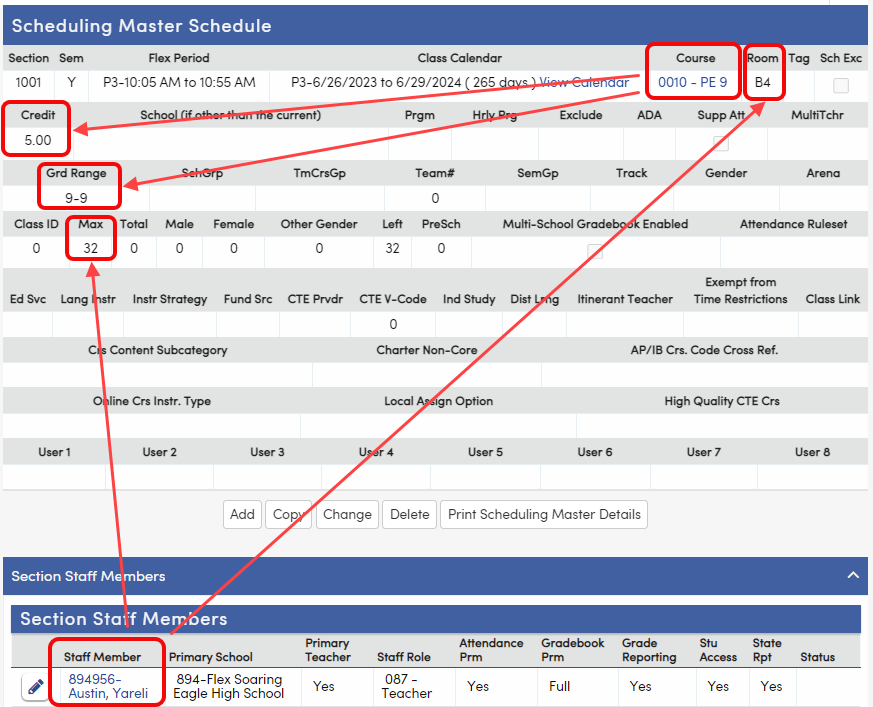 Scheduling Master Schedule
Section Sem Flex Period Class Calendar Course Room Tag Sch Exc
1001 Y P3-10:05 AM to 10:55 AM P3-6/26/2023 to 6/29/2024 ( 265 days ) View Calendar 0010 - PE 9 B4
Credit School (if other than the current) Prgm Hrly Prg Exclude ADA Supp Att MultiTchr
5.00
Grd Range SchGrp TmCrsGp Team# SemGp Track Gender Arena
9-9 0
Class ID Max Total Male Female Other Gender Left PreSch Multi-School Gradebook Enabled Attendance Ruleset
0 32 0 0 0 0 32 0
Exempt from
Ed Svc Lang Instr Instr Strategy Fund Src CTE Prvdr CTE V-Code Ind Study Dist Lrng Itinerant Teacher Time Restrictions Class Link
0
Crs Content Subcategory Charter Non-Core AP/IB Crs. Code Cross Ref.
Online Crs Instr. Type Local Assign Option High Quality CTE Crs
User 1 User 2 User 3 User 4 User 5 User 6 User 7 User 8
Add Copy Change Delete Print Scheduling Master Details
Section Staff Members
Section Staff Members
Primary Attendance Gradebook Grade Stu State
Staff Member Primary School Teacher Staff Role Prm Prm Reporting Access Rpt Status
894956- 894-Flex Soaring Yes 087 - Yes Full Yes Yes Yes
Austin, Yareli Eagle High School Teacher